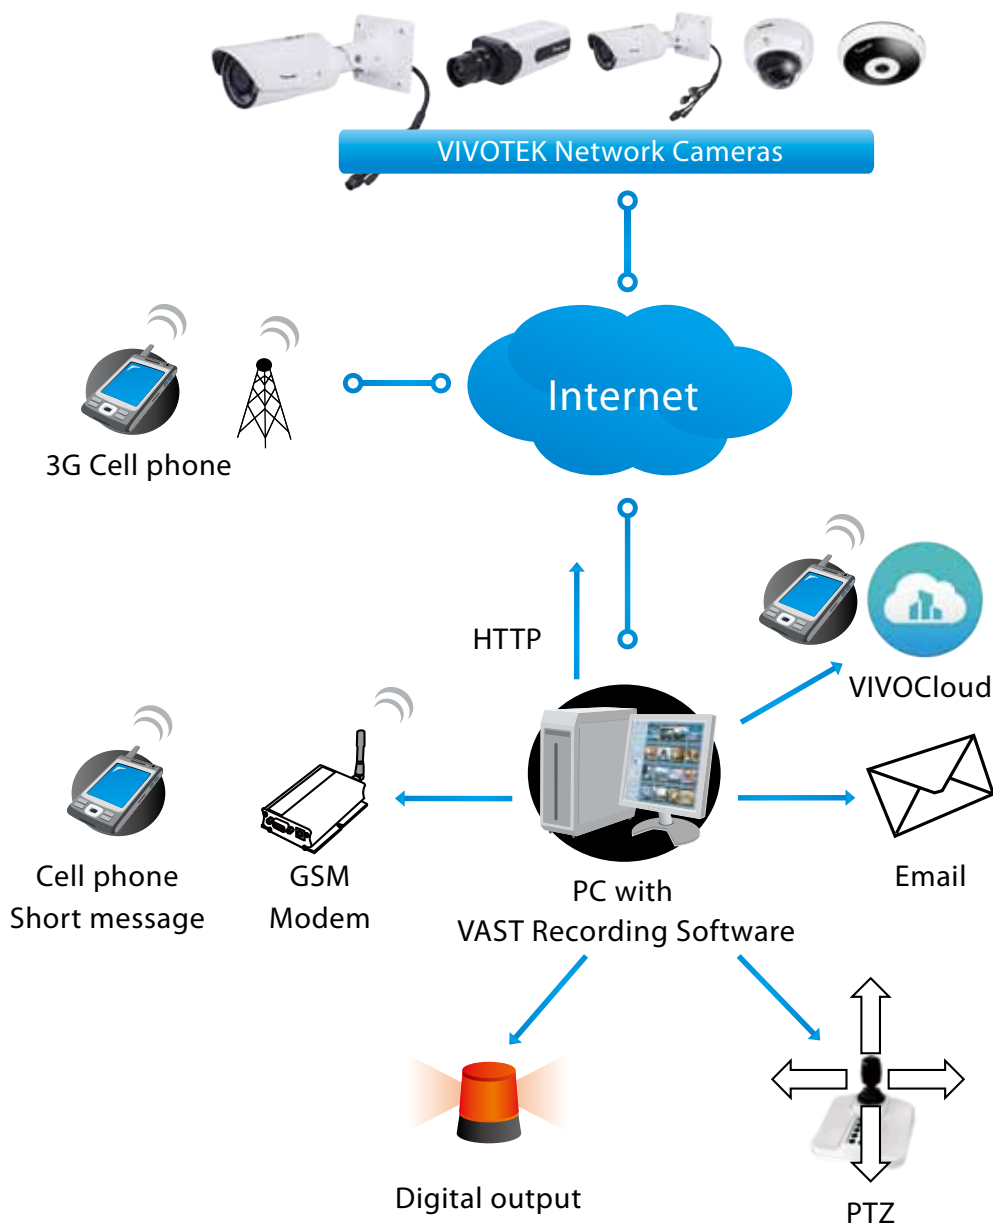 VIVOTEK Network Cameras
Internet
3G Cell phone
HTTP
VIVOCloud
Cell phone
Short message
GSM
Modem
PC with
VAST Recording Software
Email
Digital output
PTZ